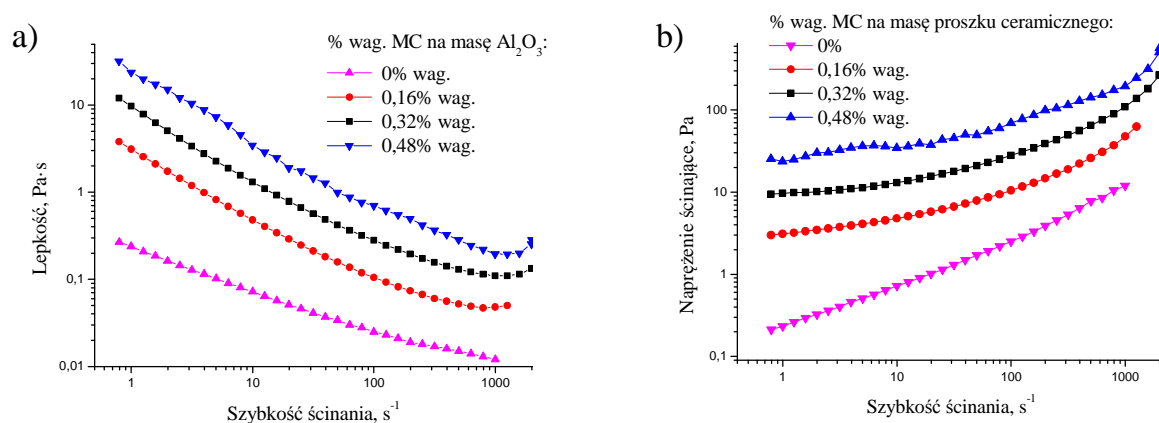 a)
% wag. MC na masę Al₂O₃:
0% wag.
0,16% wag.
0,32% wag.
0,48% wag.
Lepkość, Pa·s
10
1
0,1
0,01
1
10
100
1000
Szybkość ścinania, s⁻¹
b)
% wag. MC na masę proszku ceramicznego:
0%
0,16% wag.
0,32% wag.
0,48% wag.
Naprężenie ścinające, Pa
100
10
1
0,1
1
10
100
1000
Szybkość ścinania, s⁻¹